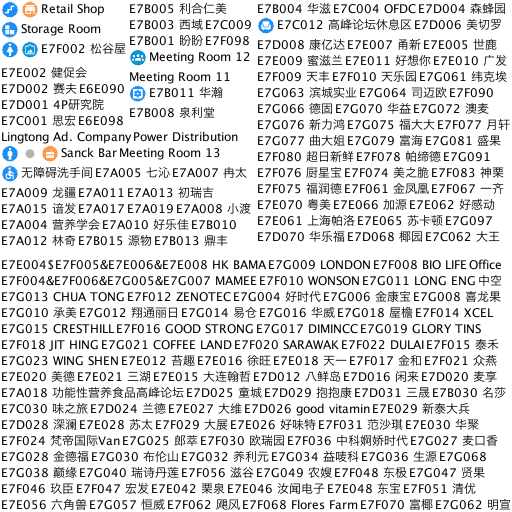 Retail Shop
Storage Room
E7F002 松谷屋
E7E002 健促会
E7D002 赛夫 E6E090
E7D001 4P研究院
E7C001 思宏 E6E098
E7B005 利合仁美
E7B003 西域 E7C009
E7B001 盼盼 E7F098
Meeting Room 12
Meeting Room 11
E7B011 华瀚
E7B008 泉利堂
Lingtong Ad. Company Power Distribution
Sanck Bar Meeting Room 13
无障碍洗手间 E7A005 七沁 E7A007 冉太
E7A009 龙疆 E7A011 E7A013 初瑞吉
E7A015 谙发 E7A017 E7A019 E7A008 小渡
E7A004 营养学会 E7A010 好乐佳 E7B010
E7A012 林奇 E7B015 源物 E7B013 鼎丰
E7B004 华滋 E7C004 OFDC E7D004 森蜂园
E7C012 高峰论坛休息区 E7D006 美切罗
E7D008 康亿达 E7E007 甬新 E7E005 世鹿
E7E009 蜜滋兰 E7E011 好想你 E7E010 广发
E7F009 天丰 E7F010 天乐园 E7G061 纬克埃
E7G063 滨城实业 E7G064 司迈欧 E7F090
E7G066 德固 E7G070 华益 E7G072 澳麦
E7G076 新力鸿 E7G075 福大大 E7F077 月轩
E7G077 曲大姐 E7G079 富海 E7G081 盛果
E7F080 超日新鲜 E7F078 帕缔德 E7G091
E7F076 厨星宝 E7F074 美之脆 E7F083 神栗
E7F075 福润德 E7F061 金凤凰 E7F067 一齐
E7E070 粤美 E7E066 加源 E7E062 好感动
E7E061 上海帕洛 E7E065 苏卡顿 E7G097
E7D070 华乐福 E7D068 椰园 E7C062 大王
E7E004$E7F005&E7E006&E7E008 HK BAMA E7G009 LONDON E7F008 BIO LIFE Office
E7F004&E7F006&E7G005&E7G007 MAMEE E7F010 WONSON E7G011 LONG ENG 中空
E7G013 CHUA TONG E7F012 ZENOTEC E7G004 好时代 E7G006 金康宝 E7G008 喜龙果
E7G010 承美 E7G012 翔通丽日 E7G014 易仓 E7G016 华威 E7G018 屋檐 E7F014 XCEL
E7G015 CRESTHILL E7F016 GOOD STRONG E7G017 DIMINCC E7G019 GLORY TINS
E7F018 JIT HING E7G021 COFFEE LAND E7F020 SARAWAK E7F022 DULAI E7F015 泰禾
E7G023 WING SHEN E7E012 苔趣 E7E016 徐旺 E7E018 天一 E7F017 金和 E7F021 众燕
E7E020 美德 E7E021 三湖 E7E015 大连翰哲 E7D012 八鲜岛 E7D016 闲来 E7D020 麦享
E7A018 功能性营养食品高峰论坛 E7D025 童城 E7D029 抱抱康 E7D031 三晟 E7B030 名莎
E7C030 味之旅 E7D024 兰德 E7E027 大维 E7D026 good vitamin E7E029 新泰大兵
E7D028 深澜 E7E028 苏太 E7F029 大展 E7E026 好味特 E7F031 范沙琪 E7E030 华聚
E7F024 梵帝国际Van E7G025 郎萃 E7F030 欧瑞园 E7F036 中科婀娇时代 E7G027 麦口香
E7G028 金德福 E7G030 布伦山 E7G032 养利元 E7G034 益唛科 E7G036 生源 E7G068
E7G038 巅缘 E7G040 瑞诗丹莲 E7F056 滋谷 E7G049 农嫂 E7F048 东极 E7G047 贤果
E7F046 玖臣 E7F047 宏发 E7E042 栗泉 E7E046 汝闻电子 E7E048 东宝 E7F051 清优
E7E056 六角兽 E7G057 恒威 E7F062 飓风 E7F068 Flores Farm E7F070 富椰 E7G062 明宣